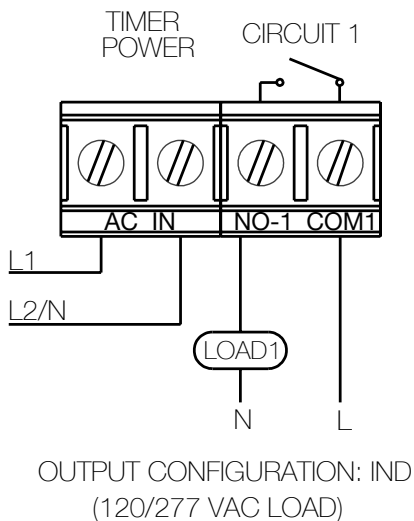 TIMER
POWER
CIRCUIT 1
AC IN
NO-1 COM1
L1
L2/N
LOAD1
N
L
OUTPUT CONFIGURATION: IND
(120/277 VAC LOAD)